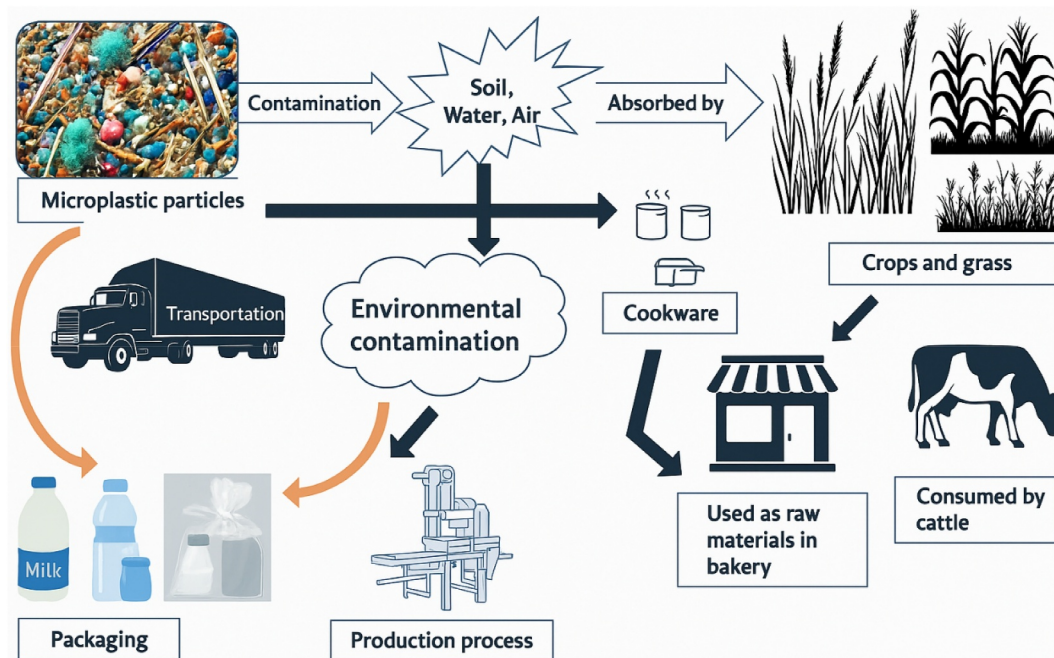 Contamination
Soil,
Water, Air
Absorbed by
Microplastic particles
Transportation
Environmental
contamination
Cookware
Crops and grass
Used as raw
materials in
bakery
Consumed by
cattle
Milk
Packaging
Production process